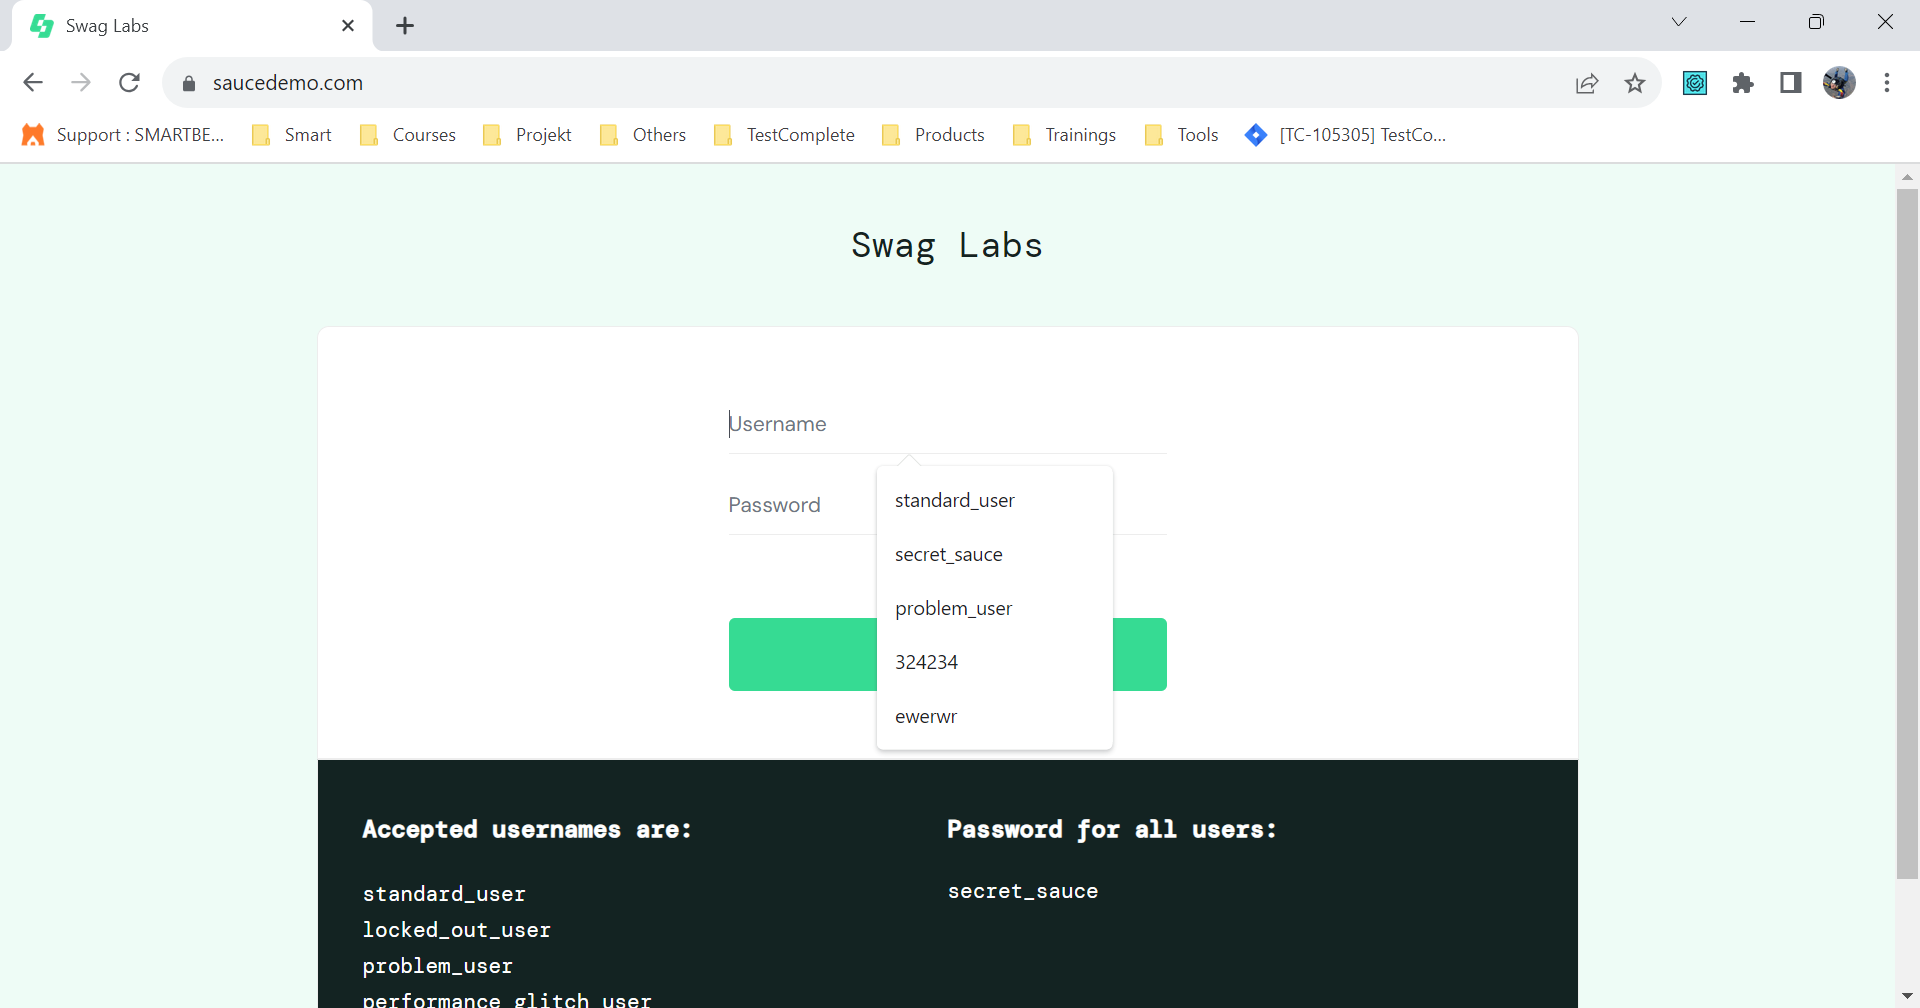 Swag Labs
saucedemo.com
Support : SMARTBE... Smart Courses Projekt Others TestComplete Products Trainings Tools [TC-105305] TestCo...
Swag Labs
Username
Password
standard_user
secret_sauce
problem_user
324234
ewerwr
Accepted usernames are:
standard_user
locked_out_user
problem_user
performance_glitch_user
Password for all users:
secret_sauce